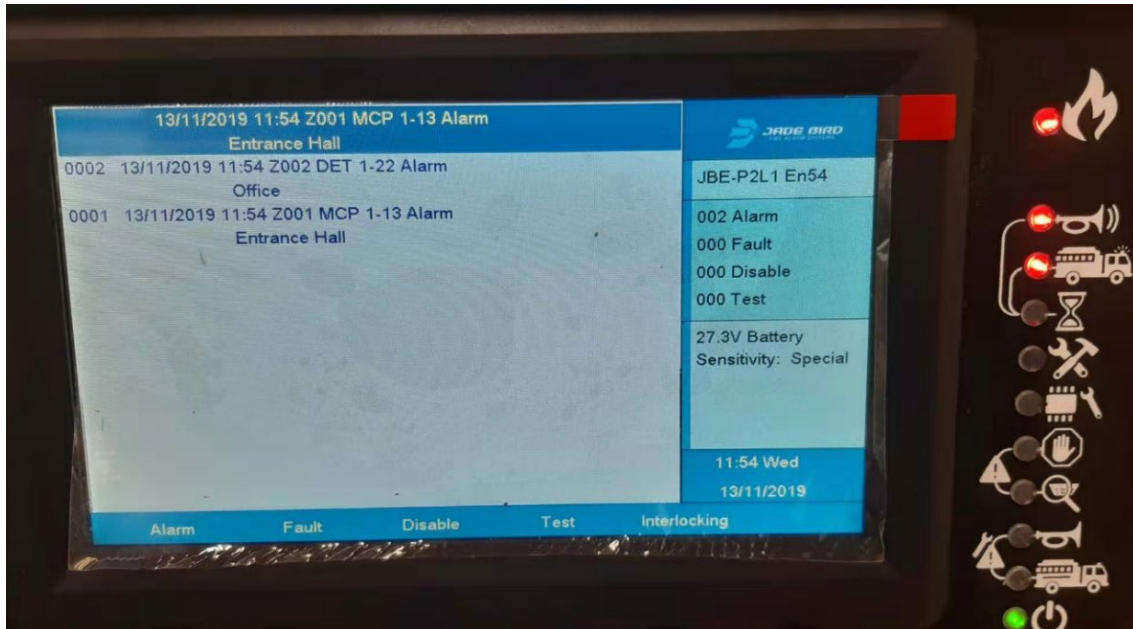 13/11/2019 11:54 Z001 MCP 1-13 Alarm
Entrance Hall
0002 13/11/2019 11:54 Z002 DET 1-22 Alarm
Office
0001 13/11/2019 11:54 Z001 MCP 1-13 Alarm
Entrance Hall
JADE BIRD
FIRE ALARM SYSTEMS
JBE-P2L1 En54
002 Alarm
000 Fault
000 Disable
000 Test
27.3V Battery
Sensitivity: Special
11:54 Wed
13/11/2019
Alarm Fault Disable Test Interlocking